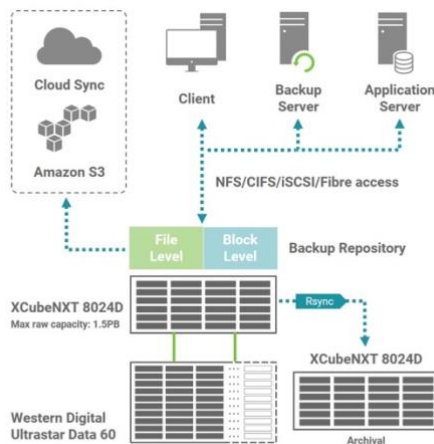 Cloud Sync
Amazon S3
Client
Backup
Server
Application
Server
NFS/CIFS/iSCSI/Fibre access
File
Level
Block
Level
Backup Repository
XCubeNXT 8024D
Max raw capacity: 1.5PB
Rsync
XCubeNXT 8024D
Western Digital
Ultrastar Data 60
Archival